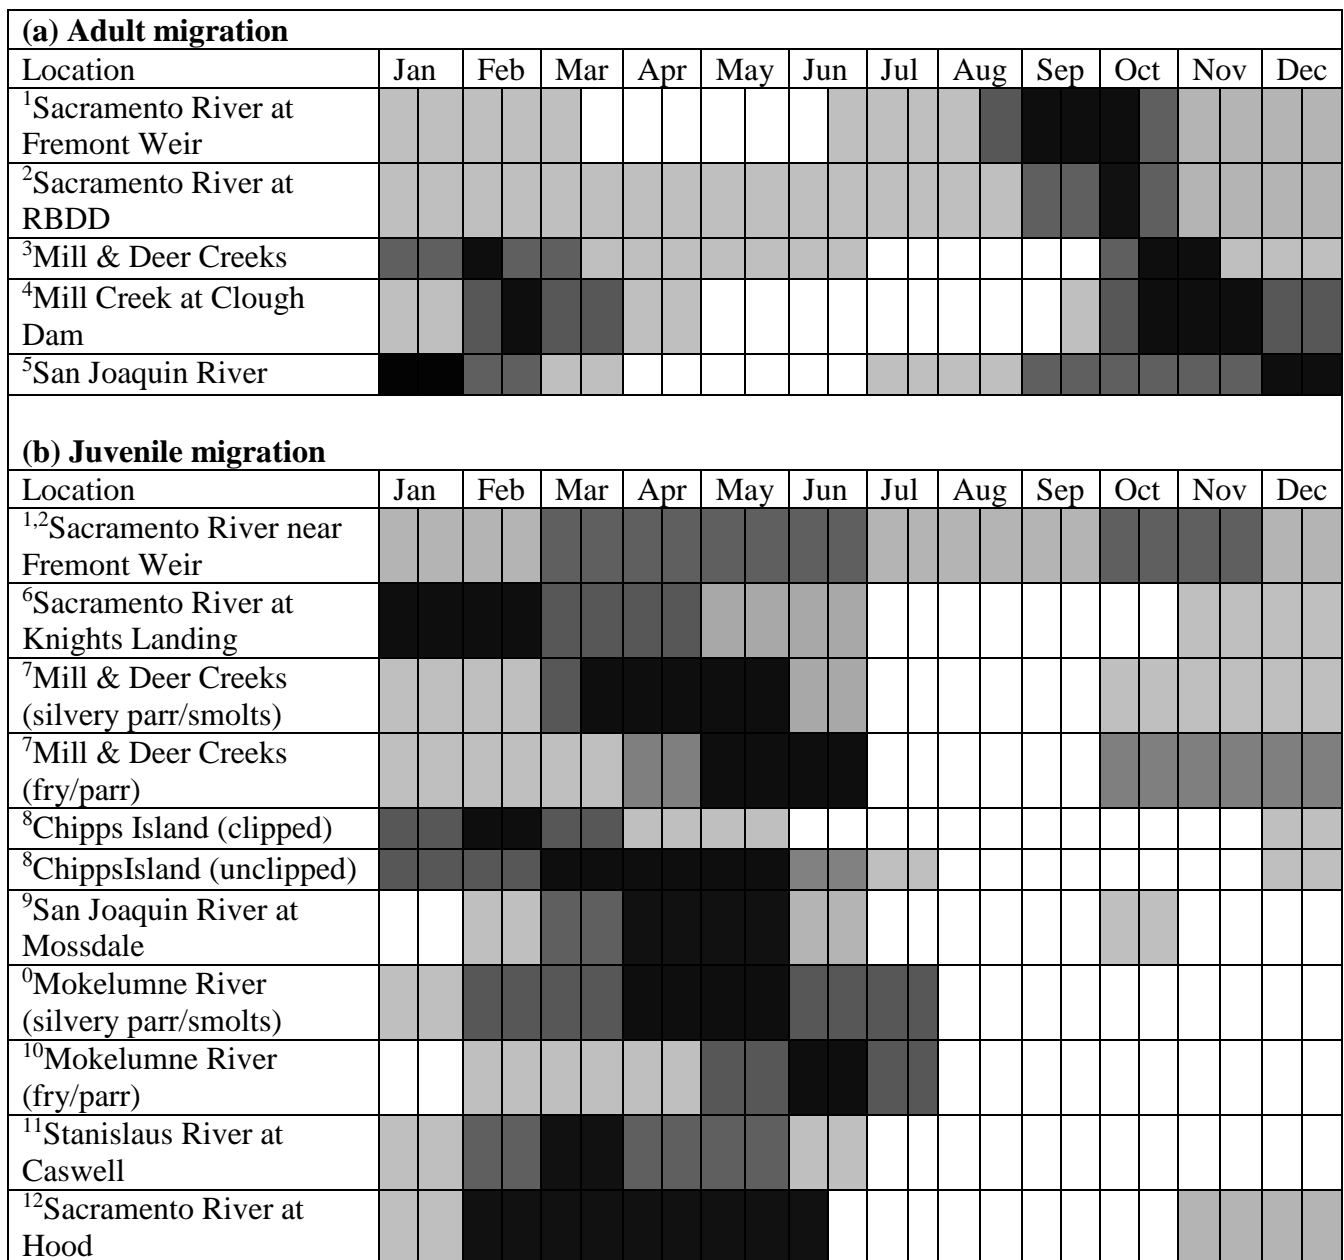 (a) Adult migration
Location Jan Feb Mar Apr May Jun Jul Aug Sep Oct Nov Dec
1Sacramento River at
Fremont Weir
2Sacramento River at
RBDD
3Mill & Deer Creeks
4Mill Creek at Clough
Dam
5San Joaquin River
(b) Juvenile migration
Location Jan Feb Mar Apr May Jun Jul Aug Sep Oct Nov Dec
1,2Sacramento River near
Fremont Weir
6Sacramento River at
Knights Landing
7Mill & Deer Creeks
(silvery parr/smolts)
7Mill & Deer Creeks
(fry/parr)
8Chipps Island (clipped)
8ChippsIsland (unclipped)
9San Joaquin River at
Mossdale
0Mokelumne River
(silvery parr/smolts)
10Mokelumne River
(fry/parr)
11Stanislaus River at
Caswell
12Sacramento River at
Hood